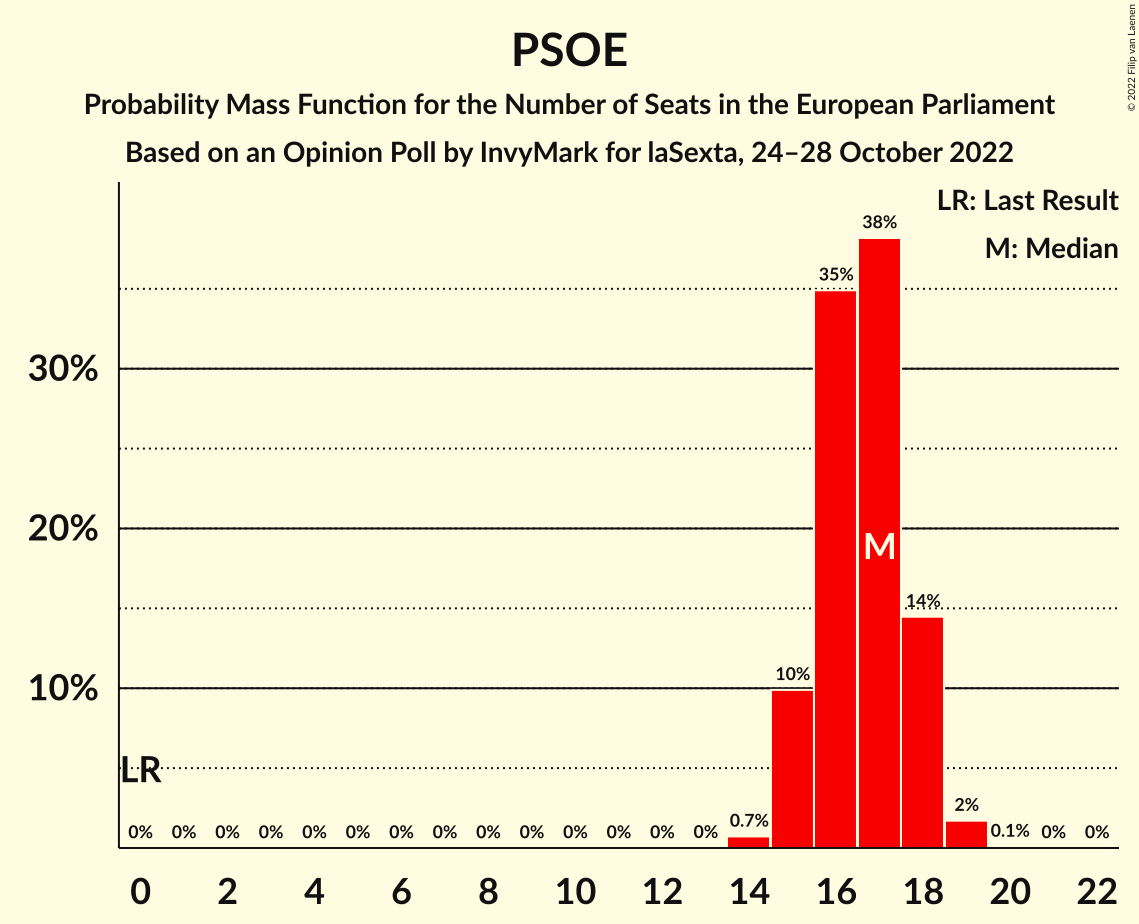 PSOE
Probability Mass Function for the Number of Seats in the European Parliament
Based on an Opinion Poll by InvyMark for laSexta, 24–28 October 2022
© 2022 Filip van Laenen
LR: Last Result
M: Median
38%
35%
30%
20%
M
14%
10%
10%
LR
0% 0% 0% 0% 0% 0% 0% 0% 0% 0% 0% 0% 0% 0% 0.7% 2% 0.1% 0% 0%
0 2 4 6 8 10 12 14 16 18 20 22